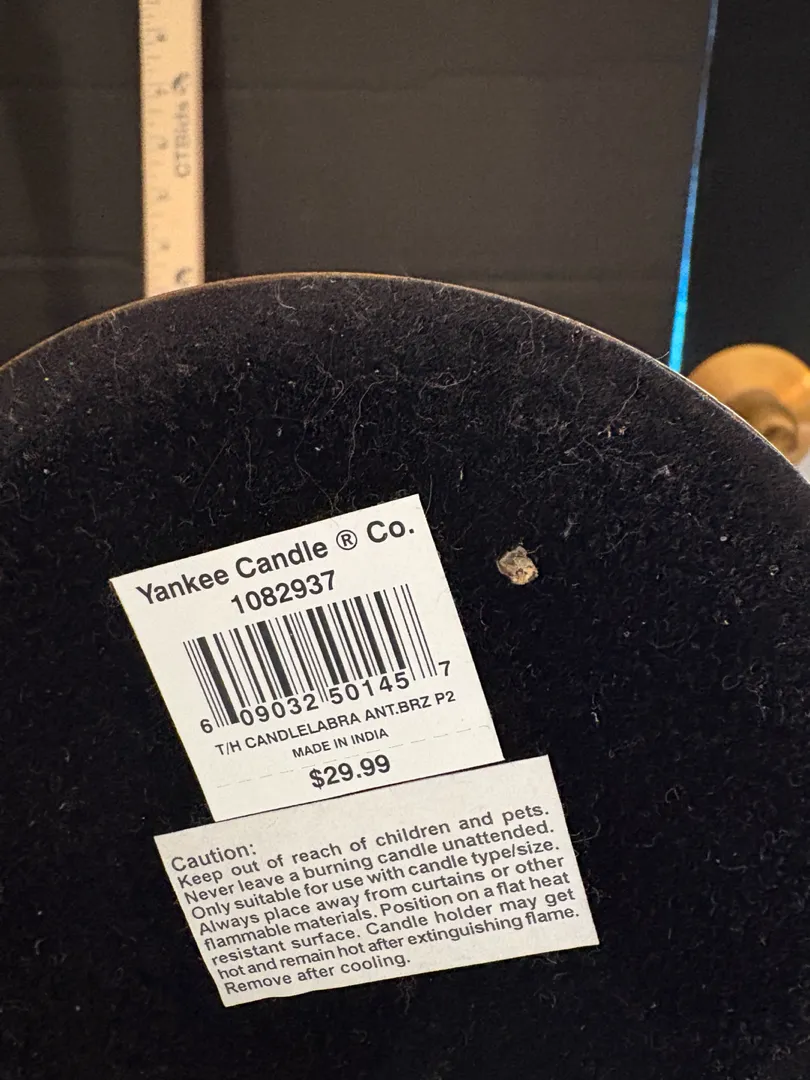 CTBids
Yankee Candle ® Co.
1082937
6 09032 50145 7
T/H CANDLELABRA ANT.BRZ P2
MADE IN INDIA
$29.99
Caution:
Keep out of reach of children and pets.
Never leave a burning candle unattended.
Only suitable for use with candle type/size.
Always place away from curtains or other
flammable materials. Position on a flat heat
resistant surface. Candle holder may get
hot and remain hot after extinguishing flame.
Remove after cooling.